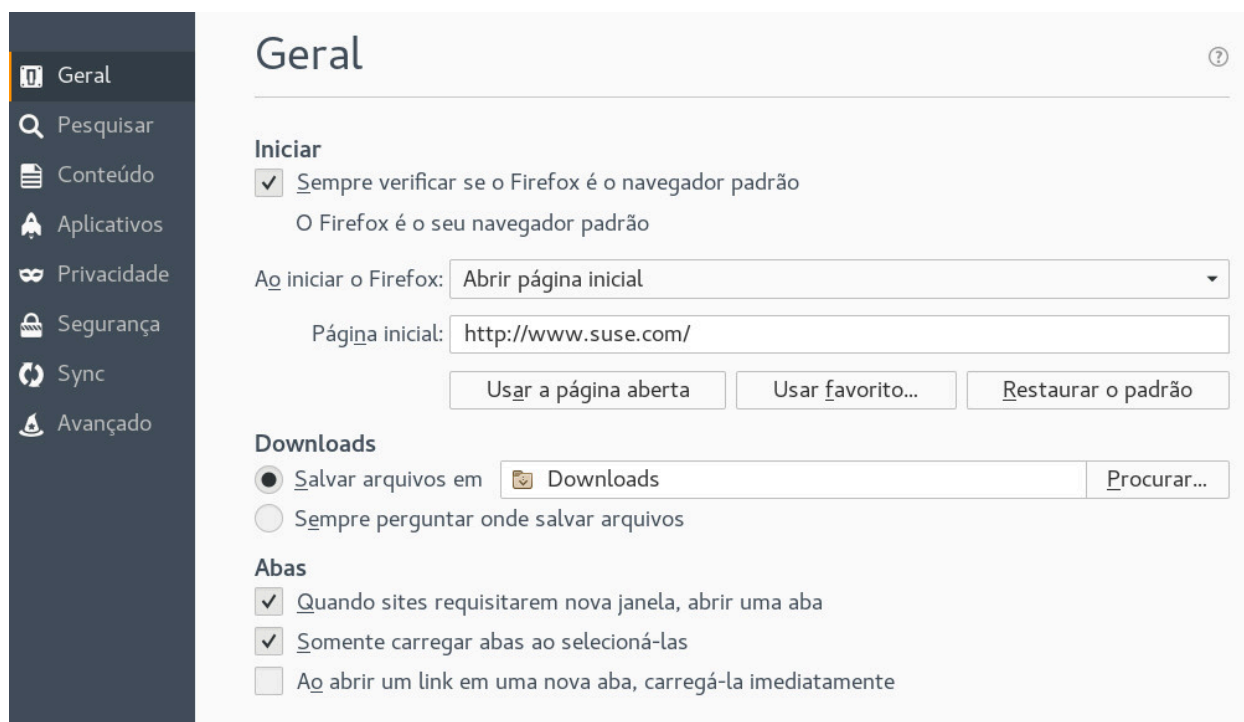 Geral
Pesquisar
Conteúdo
Aplicativos
Privacidade
Segurança
Sync
Avançado
Geral
?
Iniciar
Sempre verificar se o Firefox é o navegador padrão
O Firefox é o seu navegador padrão
Ao iniciar o Firefox: Abrir página inicial
Página inicial: http://www.suse.com/
Usar a página aberta Usar favorito... Restaurar o padrão
Downloads
Salvar arquivos em Downloads Procurar...
Sempre perguntar onde salvar arquivos
Abas
Quando sites requisitarem nova janela, abrir uma aba
Somente carregar abas ao selecioná-las
Ao abrir um link em uma nova aba, carregá-la imediatamente